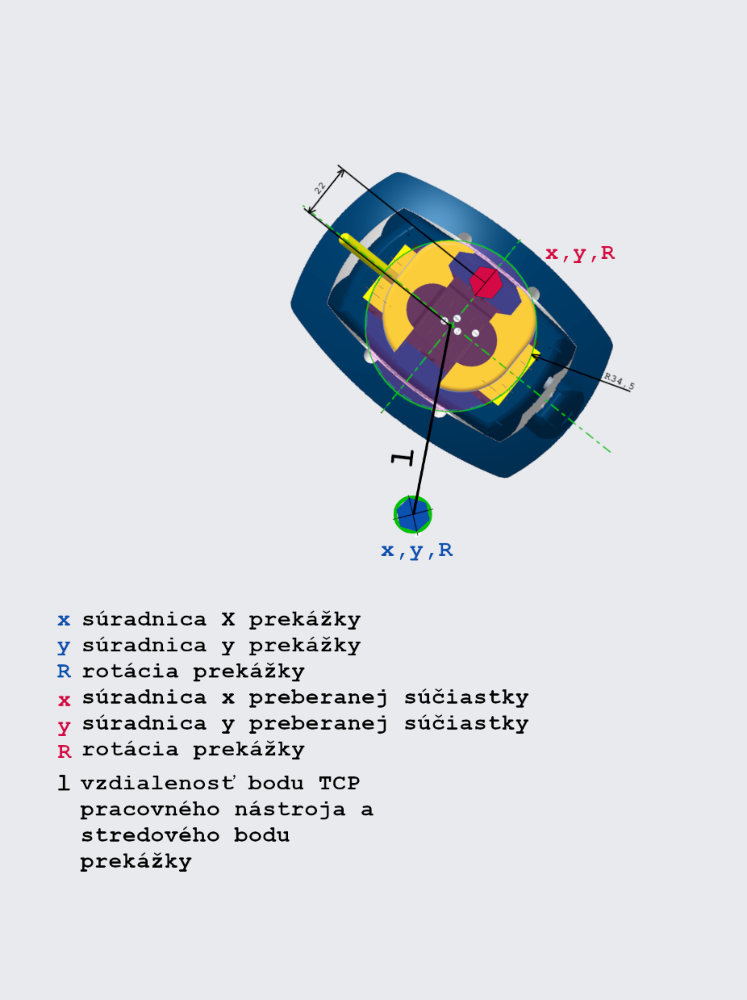 22
x,y,R
R34,5
l
x,y,R
x súradnica X prekážky
y súradnica y prekážky
R rotácia prekážky
x súradnica x preberanej súčiastky
y súradnica y preberanej súčiastky
R rotácia prekážky
l vzdialenosť bodu TCP
pracovného nástroja a
stredového bodu
prekážky